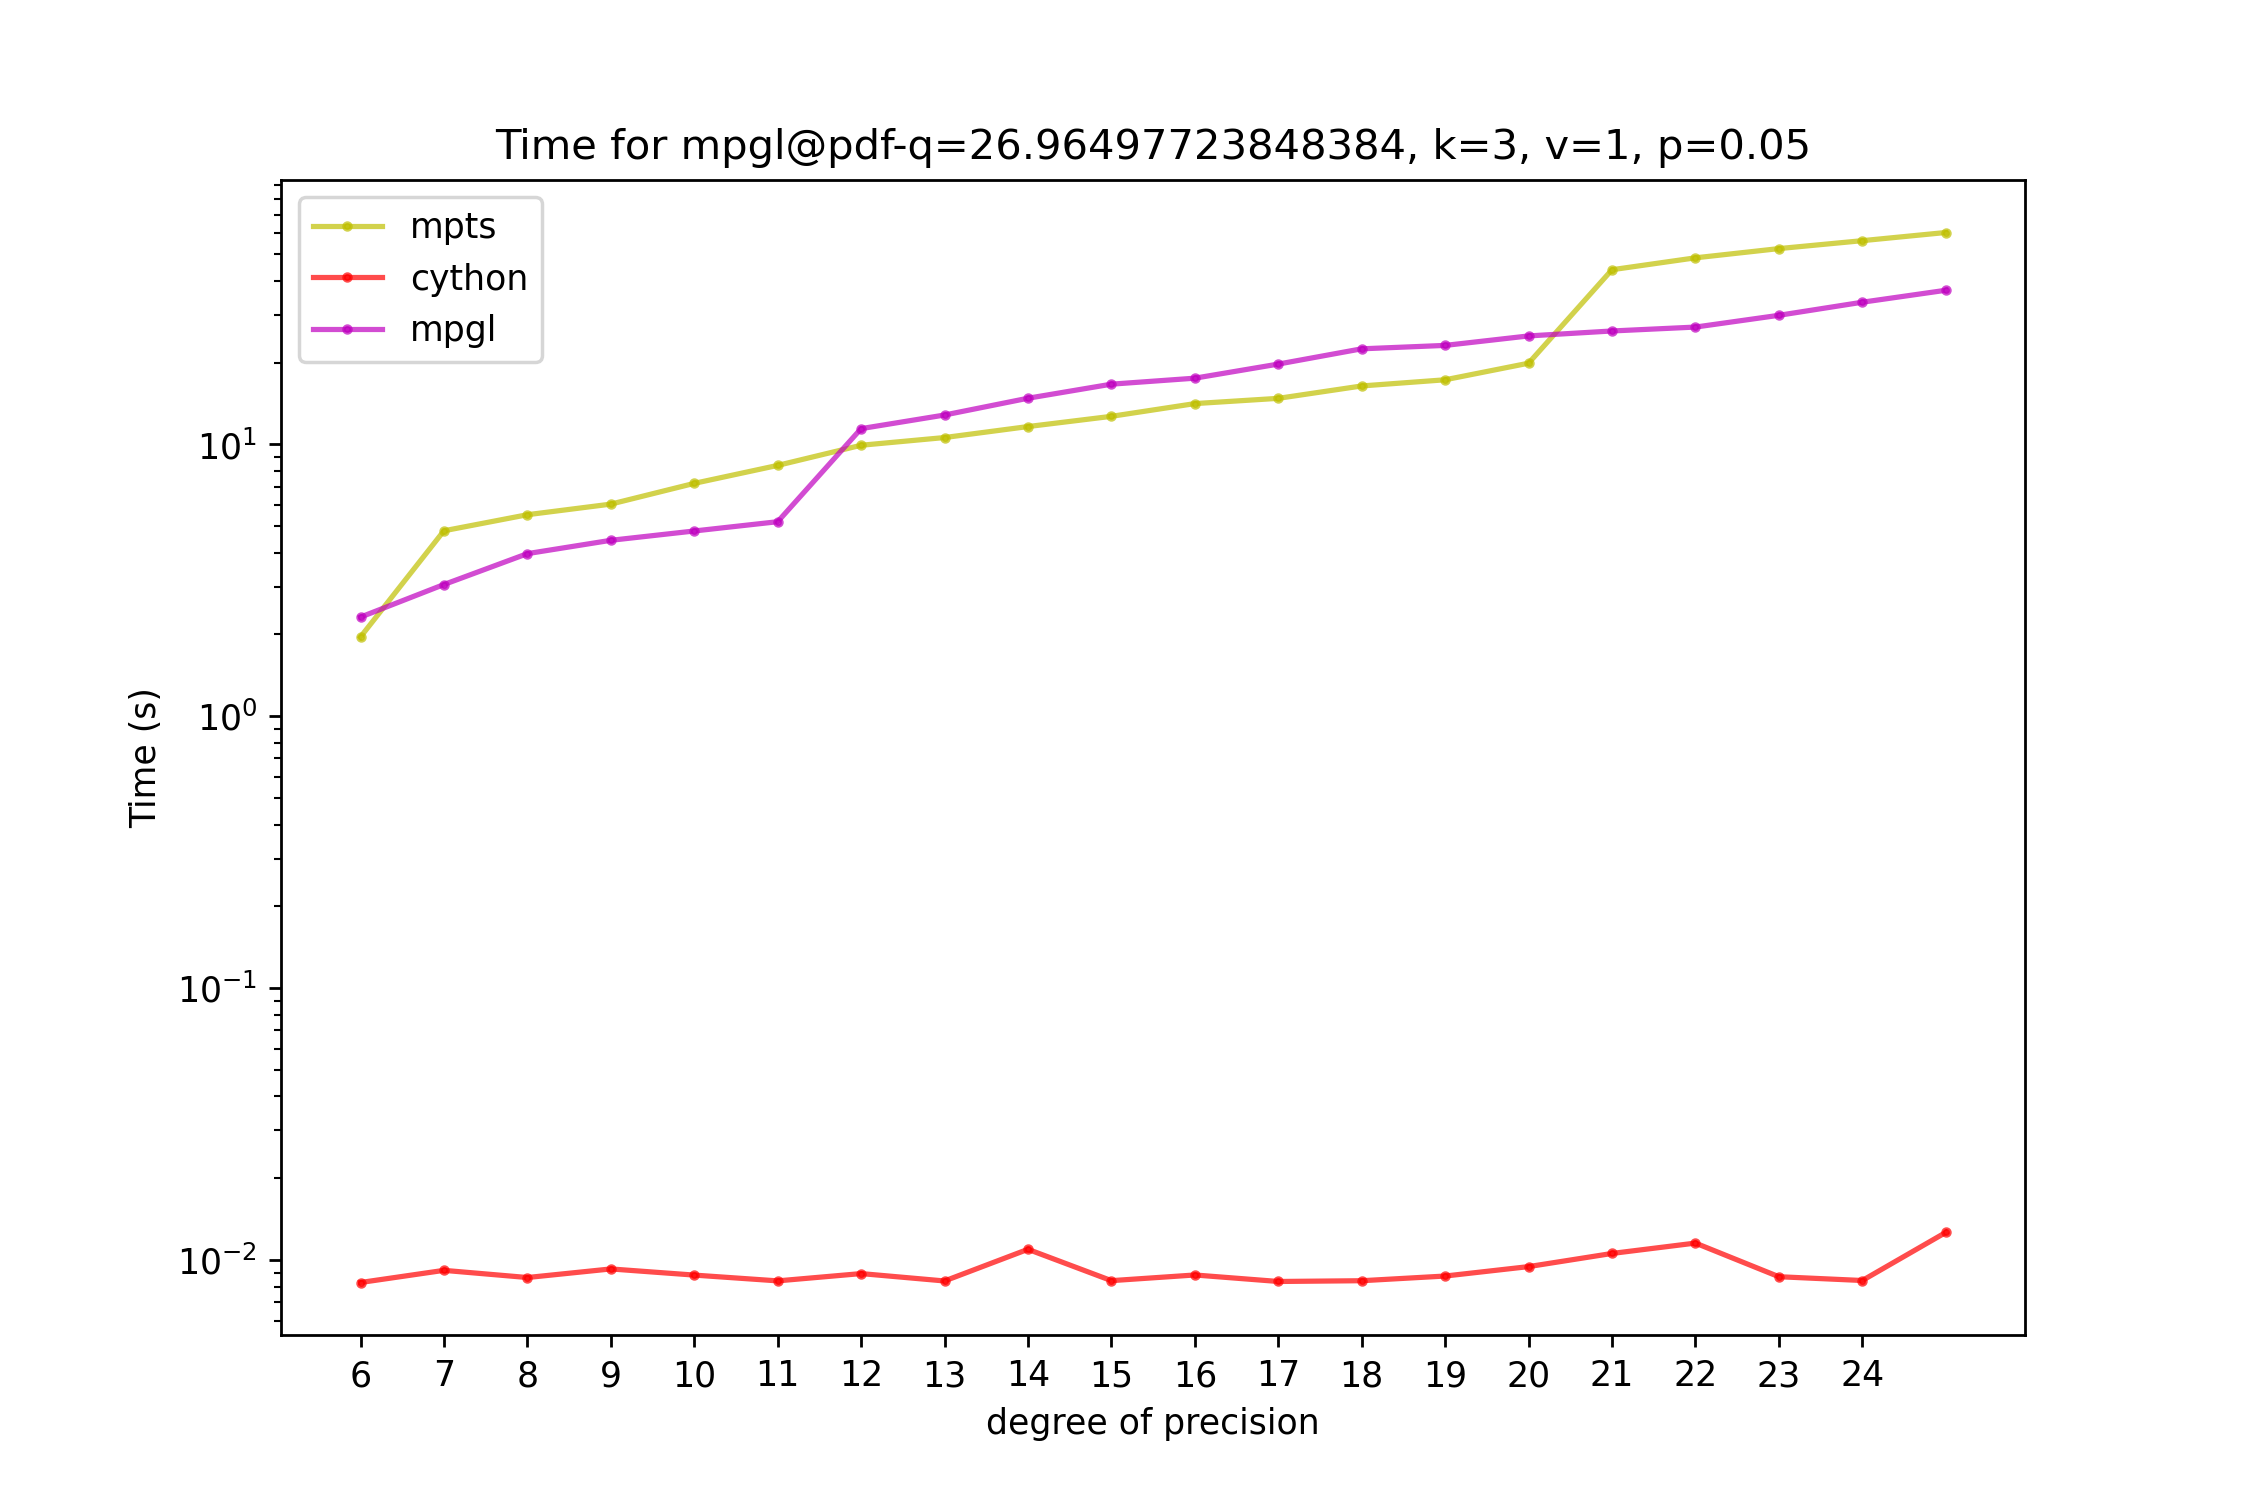 Time for mpgl@pdf-q=26.96497723848384, k=3, v=1, p=0.05
mpts
cython
mpgl
10¹
10⁰
10⁻¹
10⁻²
Time (s)
6 7 8 9 10 11 12 13 14 15 16 17 18 19 20 21 22 23 24
degree of precision